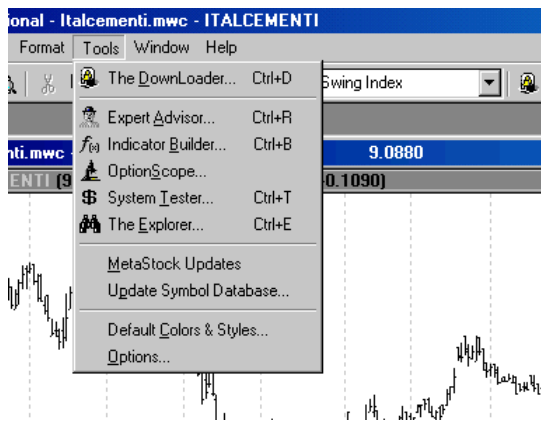 ional - Italcementi.mwc - ITALCEMENTI
Format Tools Window Help
The DownLoader... Ctrl+D
Swing Index
Expert Advisor... Ctrl+R
Indicator Builder... Ctrl+B
nti.mwc - 9.0880
OptionScope...
ENTI (9 0.1090)
System Tester... Ctrl+T
The Explorer... Ctrl+E
MetaStock Updates
Update Symbol Database...
Default Colors & Styles...
Options...